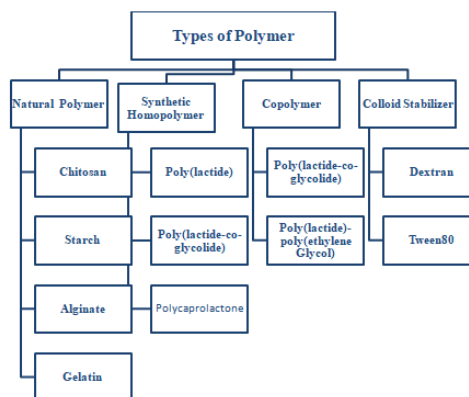 Types of Polymer
Natural Polymer
Synthetic
Homopolymer
Copolymer
Colloid Stabilizer
Chitosan
Poly(lactide)
Poly(lactide-co-
glycolide)
Dextran
Starch
Poly(lactide-co-
glycolide)
Poly(lactide)-
poly(ethylene
Glycol)
Tween80
Alginate
Polycaprolactone
Gelatin